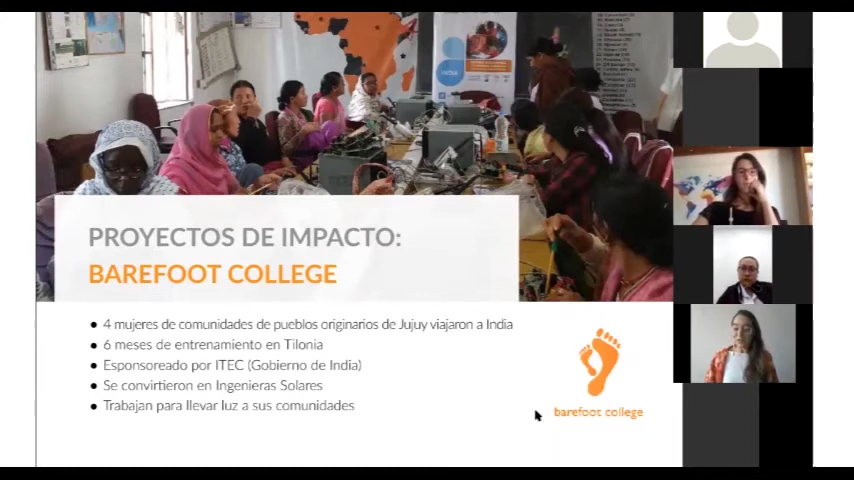 PROYECTOS DE IMPACTO:
BAREFOOT COLLEGE
● 4 mujeres de comunidades de pueblos originarios de Jujuy viajaron a India
● 6 meses de entrenamiento en Tilonia
● Esponsoreado por ITEC (Gobierno de India)
● Se convirtieron en Ingenieras Solares
● Trabajan para llevar luz a sus comunidades
barefoot college